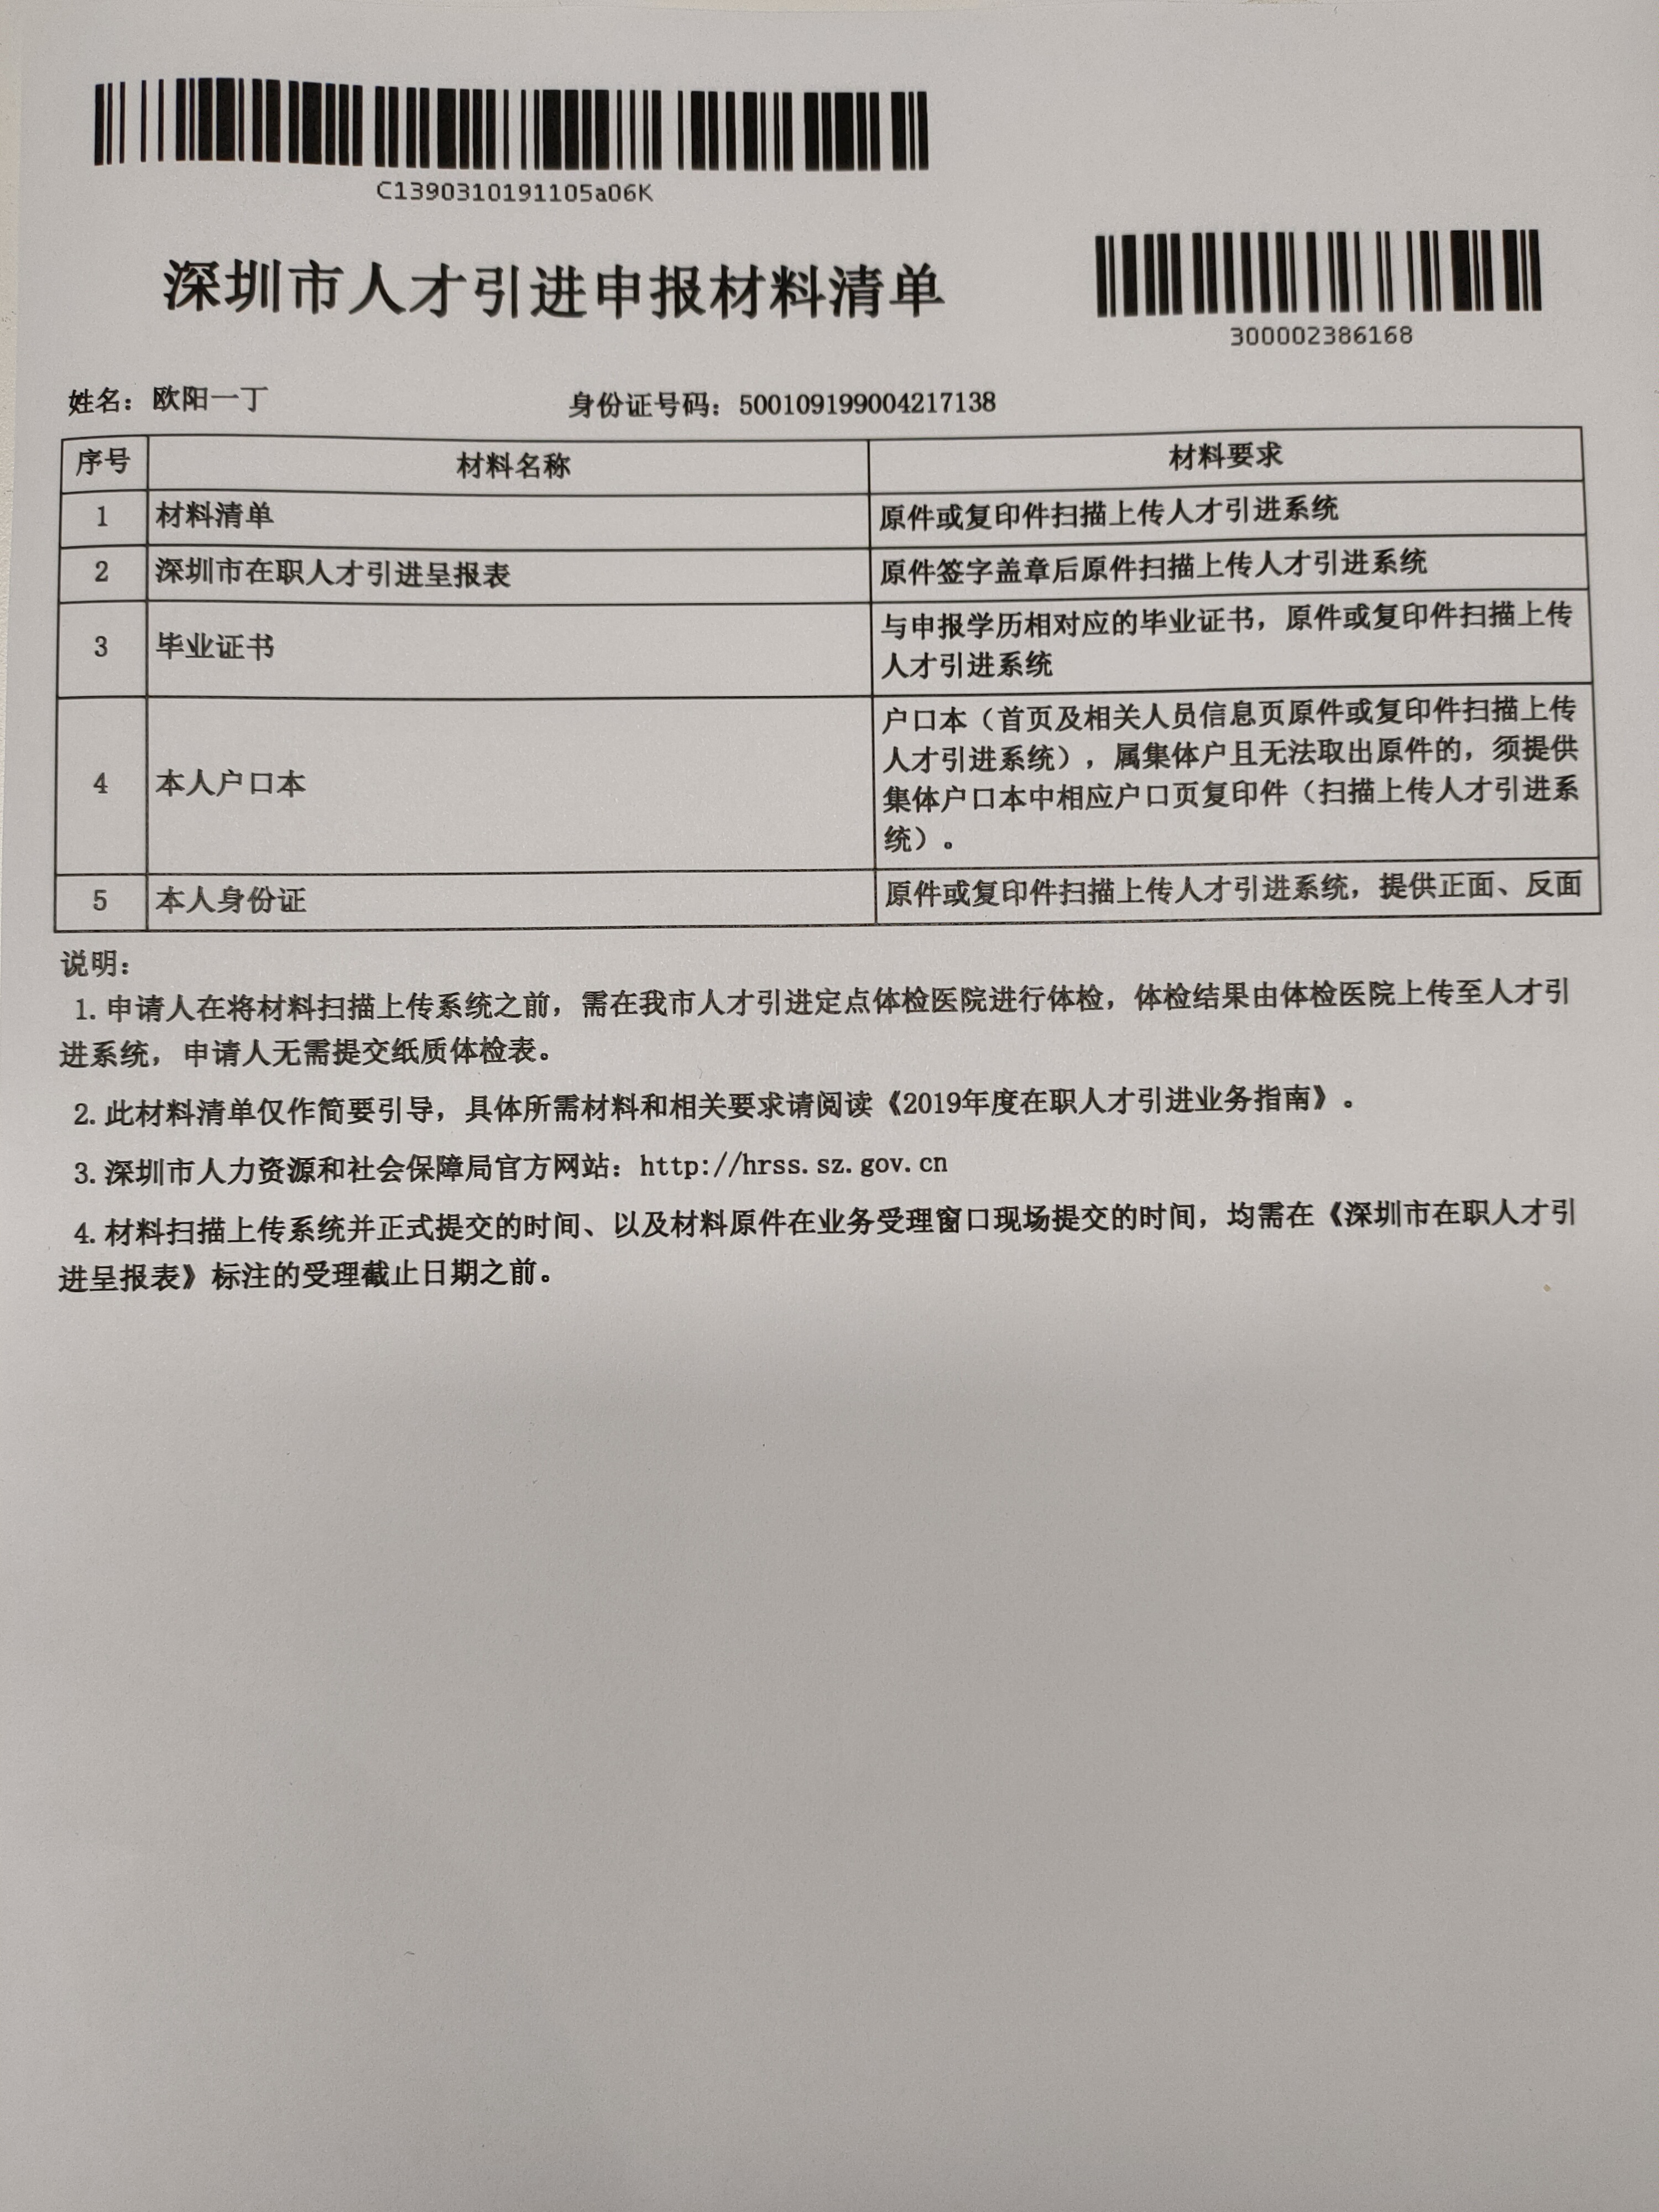 C1390310191105a06K
深圳市人才引进申报材料清单
300002386168
姓名：欧阳一丁 身份证号码：500109199004217138
序号 材料名称 材料要求
1 材料清单 原件或复印件扫描上传人才引进系统
2 深圳市在职人才引进呈报表 原件签字盖章后原件扫描上传人才引进系统
3 毕业证书 与申报学历相对应的毕业证书，原件或复印件扫描上传
人才引进系统
4 本人户口本 户口本（首页及相关人员信息页原件或复印件扫描上传
人才引进系统），属集体户且无法取出原件的，须提供
集体户口本中相应户口页复印件（扫描上传人才引进系
统）。
5 本人身份证 原件或复印件扫描上传人才引进系统，提供正面、反面
说明：
1.申请人在将材料扫描上传系统之前，需在我市人才引进定点体检医院进行体检，体检结果由体检医院上传至人才引
进系统，申请人无需提交纸质体检表。
2.此材料清单仅作简要引导，具体所需材料和相关要求请阅读《2019年度在职人才引进业务指南》。
3.深圳市人力资源和社会保障局官方网站：http://hrss.sz.gov.cn
4.材料扫描上传系统并正式提交的时间、以及材料原件在业务受理窗口现场提交的时间，均需在《深圳市在职人才引
进呈报表》标注的受理截止日期之前。